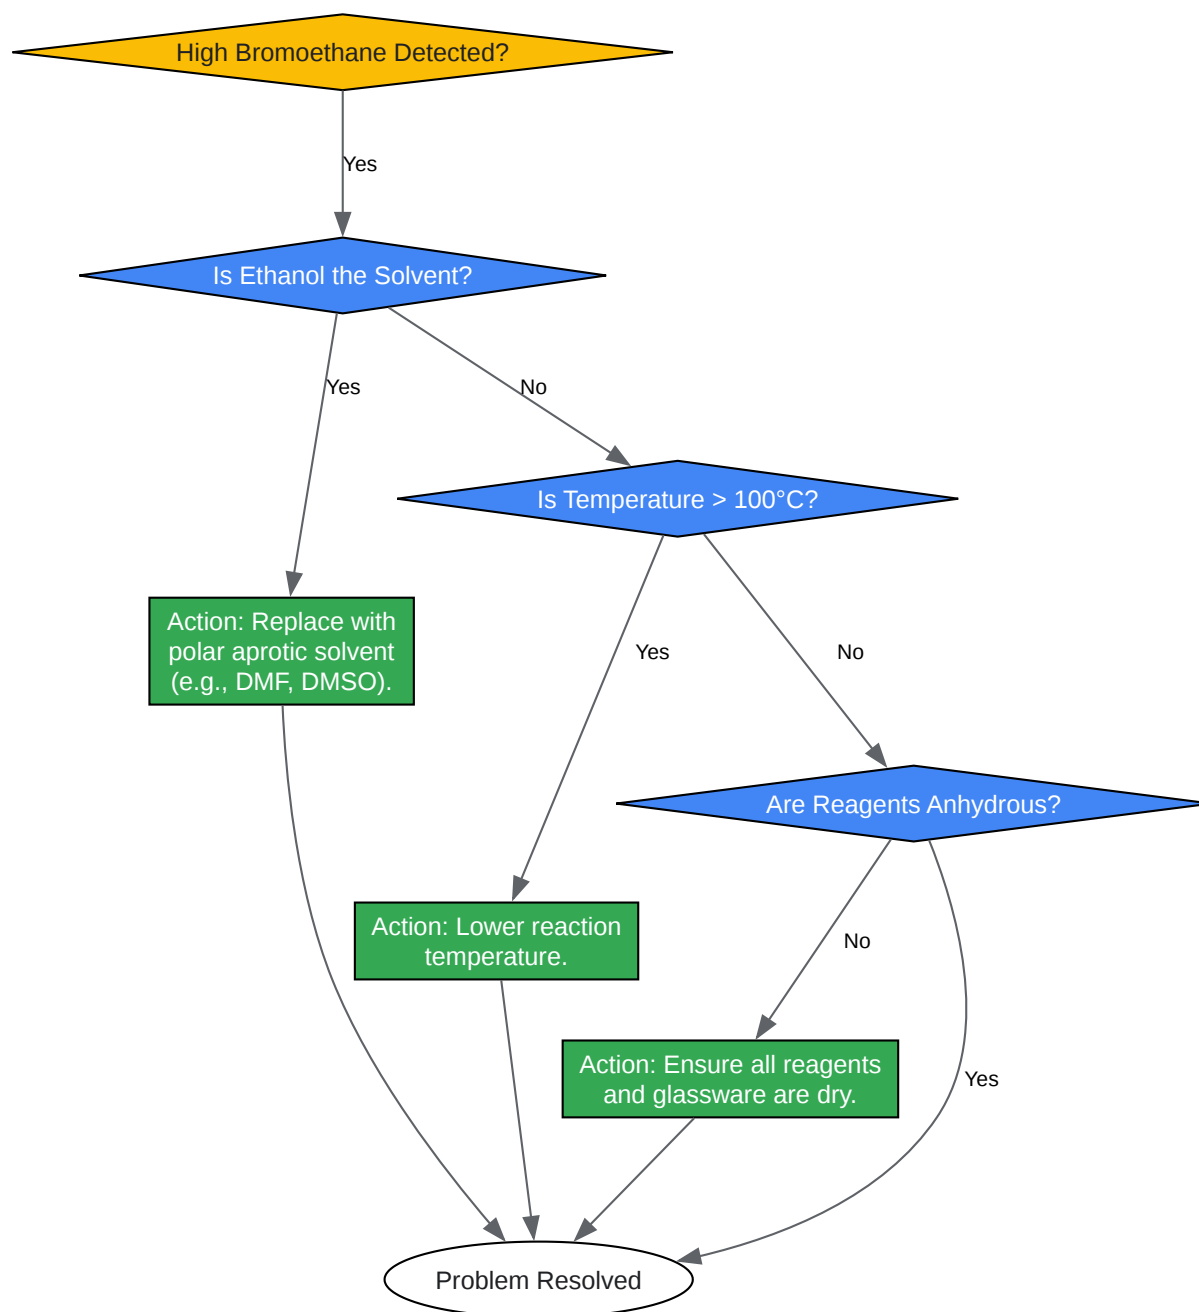 High Bromoethane Detected?
Yes
Is Ethanol the Solvent?
Yes
No
Is Temperature > 100°C?
Action: Replace with
polar aprotic solvent
(e.g., DMF, DMSO).
Yes
No
Are Reagents Anhydrous?
Action: Lower reaction
temperature.
No
Action: Ensure all reagents
and glassware are dry.
Yes
Problem Resolved